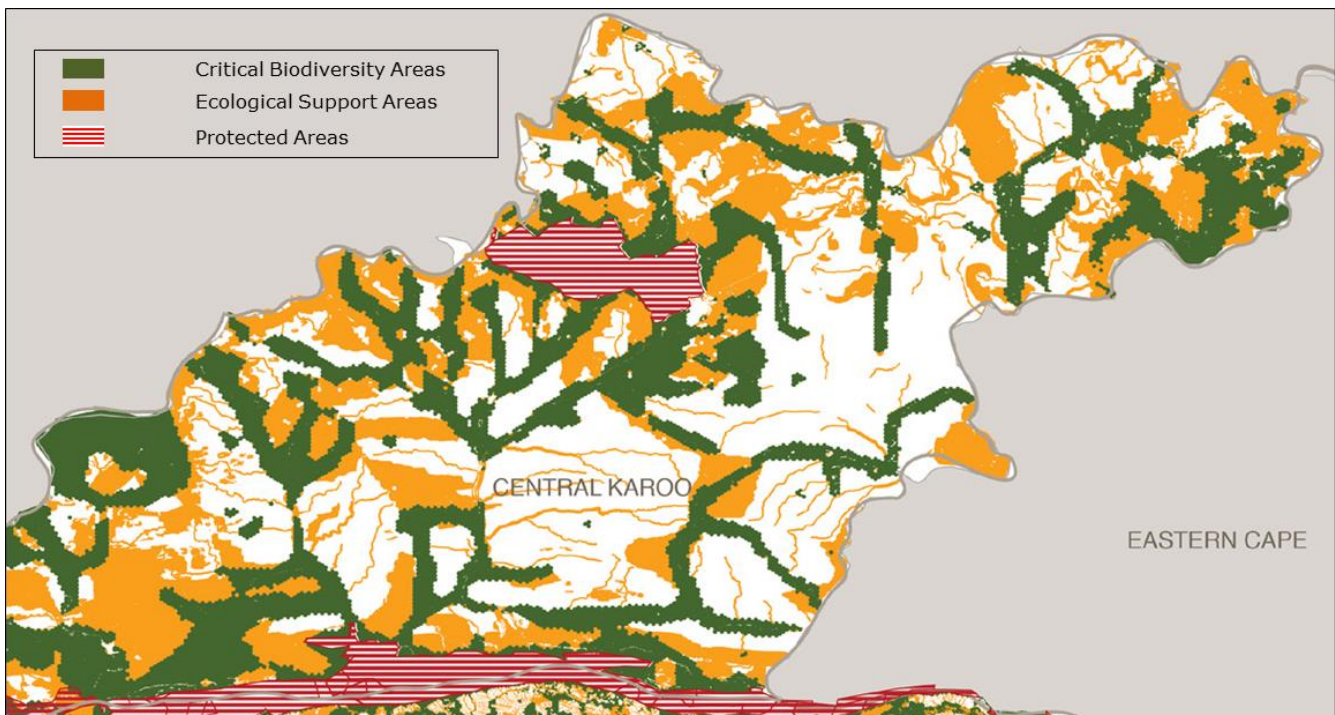 Critical Biodiversity Areas
Ecological Support Areas
Protected Areas
CENTRAL KAROO
EASTERN CAPE